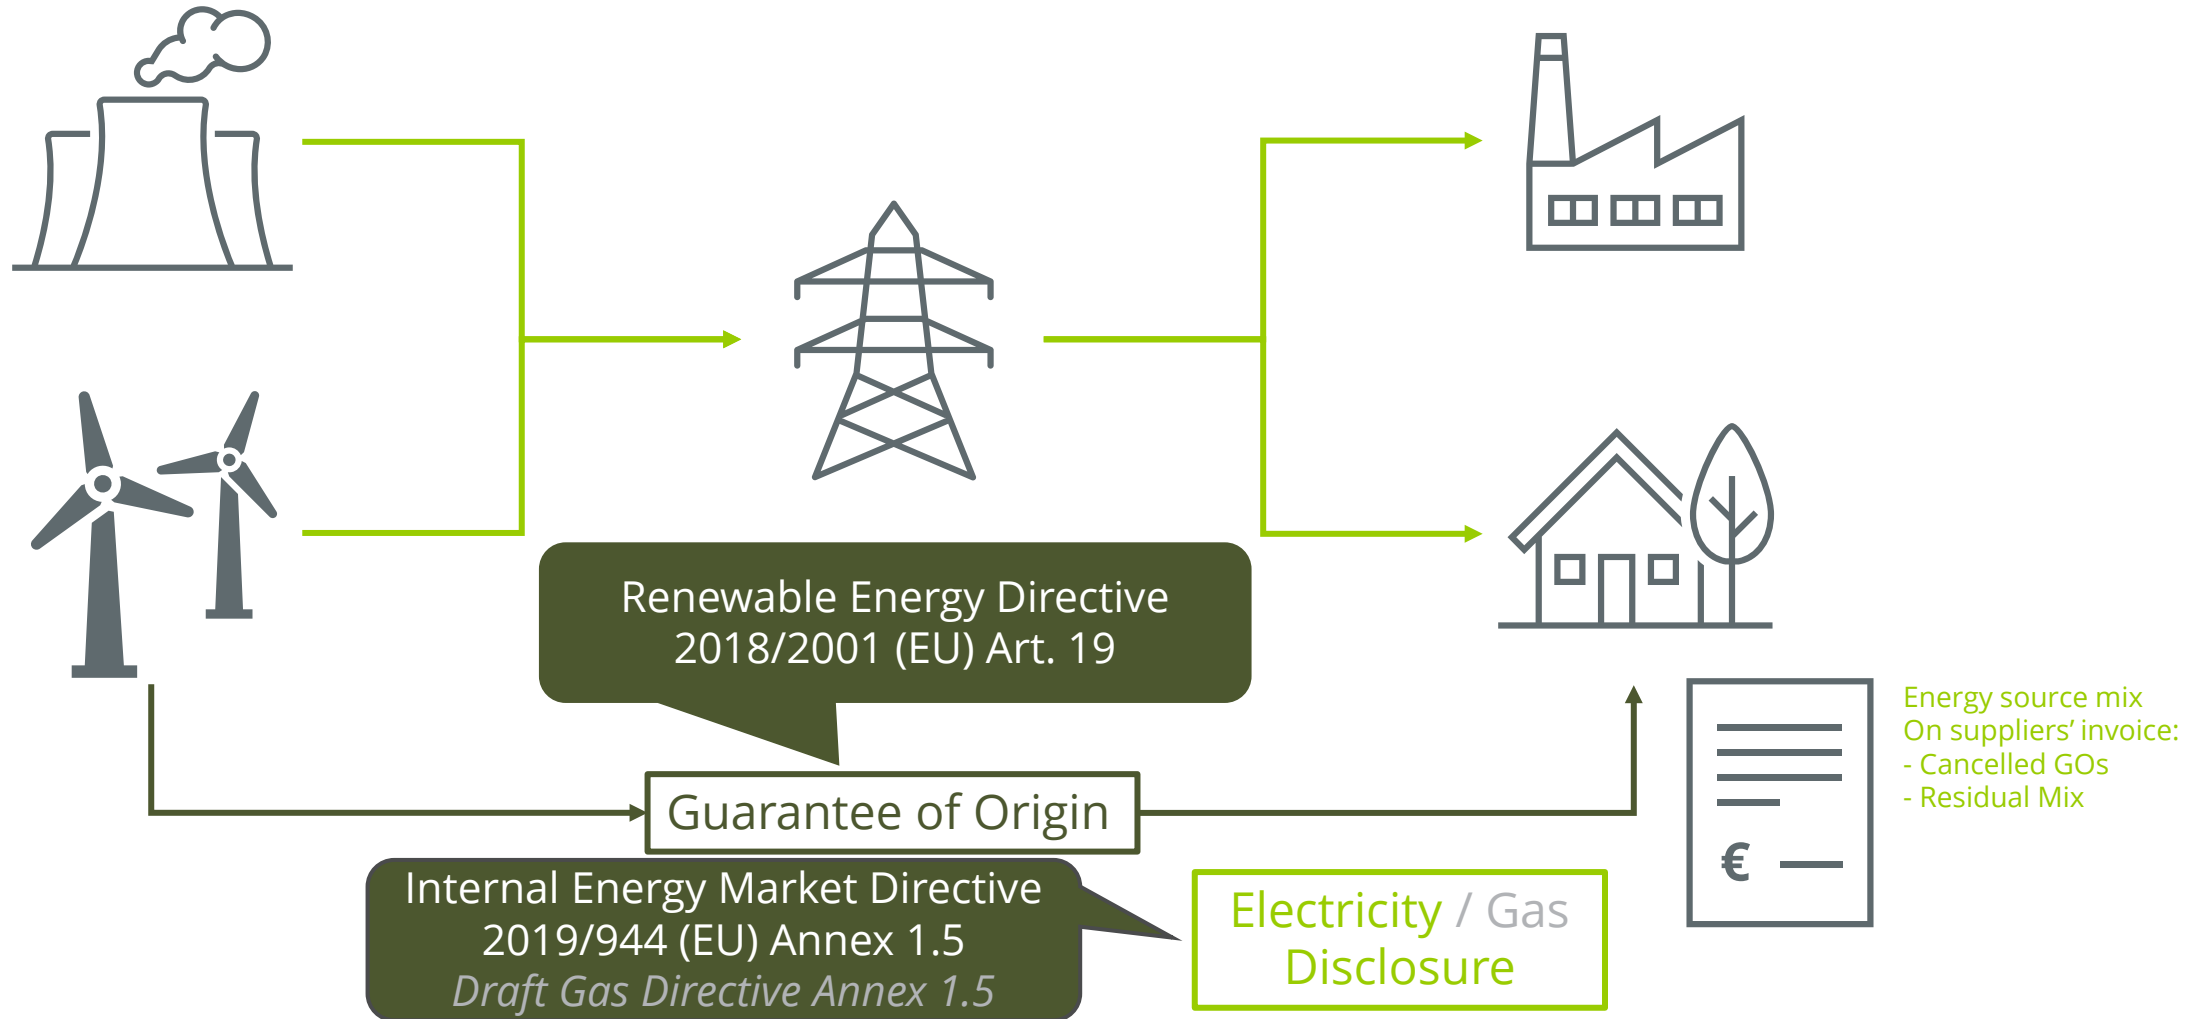 Renewable Energy Directive
2018/2001 (EU) Art. 19
Energy source mix
On suppliers’ invoice:
- Cancelled GOs
- Residual Mix
Guarantee of Origin
€
Internal Energy Market Directive
2019/944 (EU) Annex 1.5
Draft Gas Directive Annex 1.5
Electricity / Gas
Disclosure